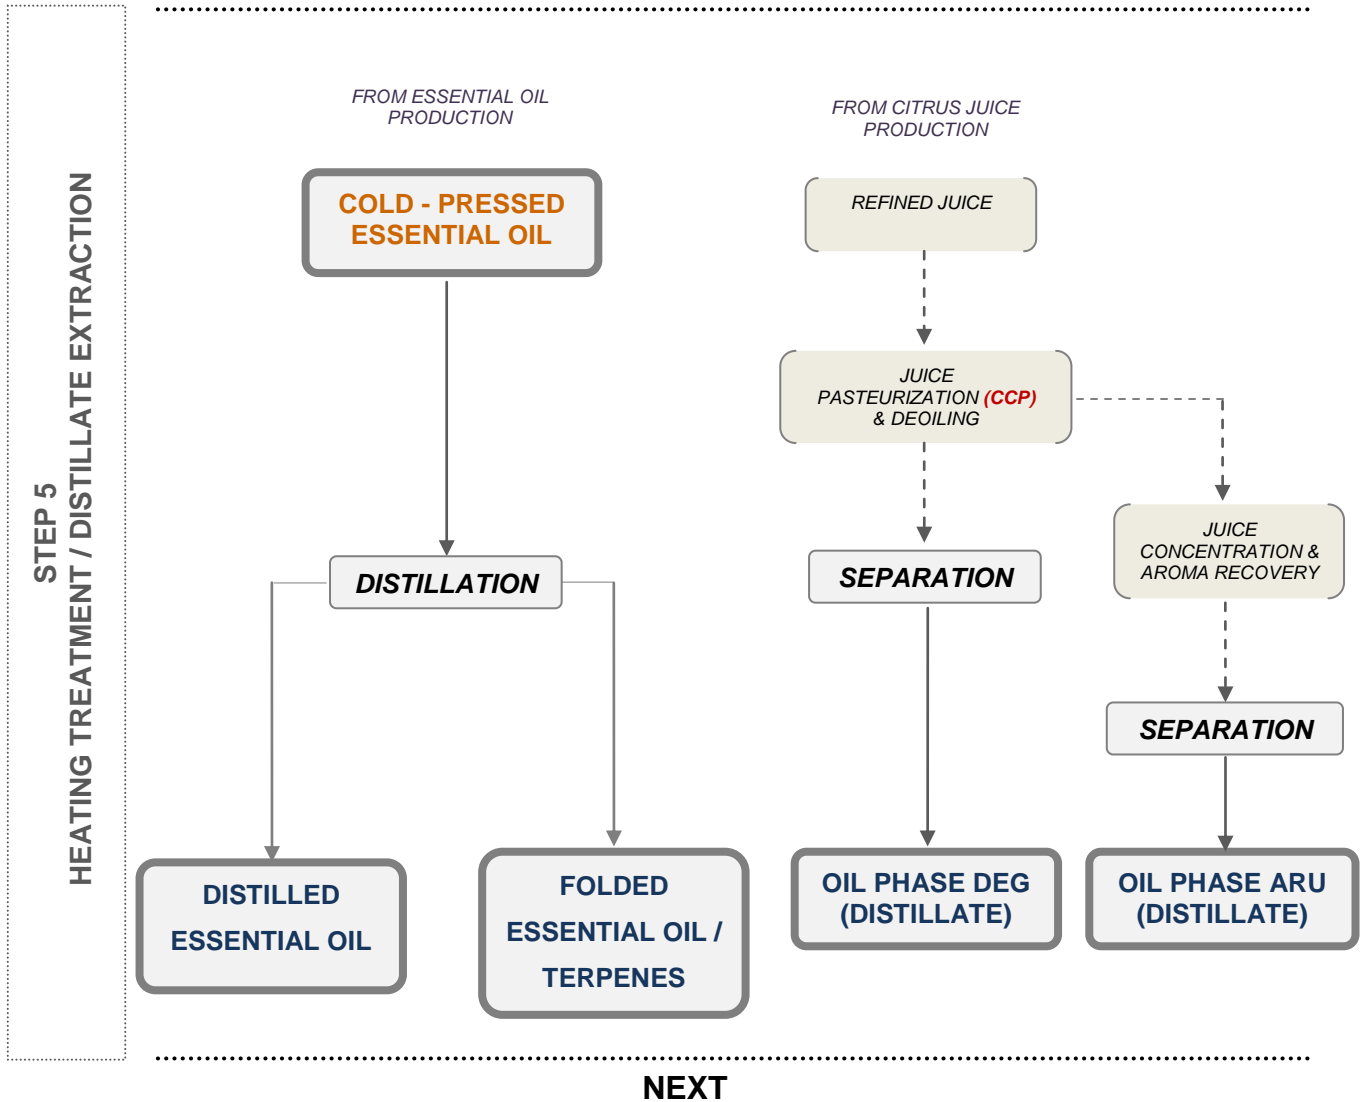 STEP 5
HEATING TREATMENT / DISTILLATE EXTRACTION
FROM ESSENTIAL OIL
PRODUCTION
FROM CITRUS JUICE
PRODUCTION
COLD - PRESSED
ESSENTIAL OIL
REFINED JUICE
JUICE
PASTEURIZATION (CCP)
& DEOILING
JUICE
CONCENTRATION &
AROMA RECOVERY
DISTILLATION
SEPARATION
SEPARATION
DISTILLED
ESSENTIAL OIL
FOLDED
ESSENTIAL OIL /
TERPENES
OIL PHASE DEG
(DISTILLATE)
OIL PHASE ARU
(DISTILLATE)
NEXT